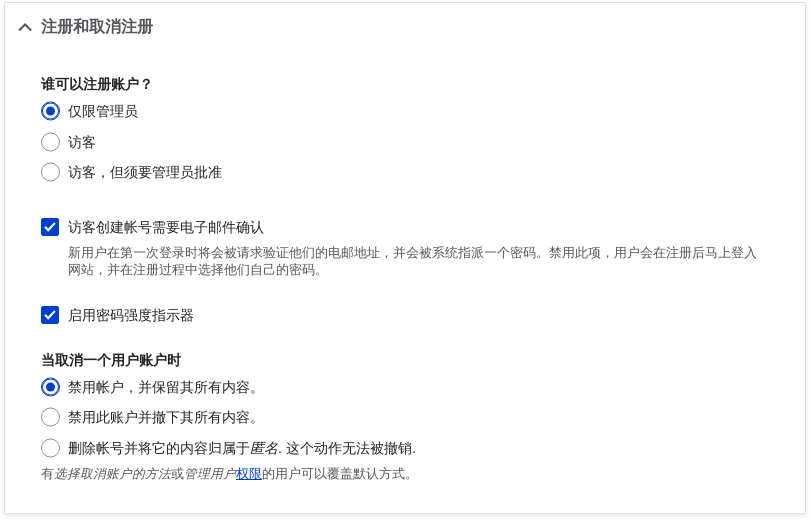 注册和取消注册
谁可以注册账户？
仅限管理员
访客
访客，但须要管理员批准
访客创建帐号需要电子邮件确认
新用户在第一次登录时将会被请求验证他们的电邮地址，并会被系统指派一个密码。禁用此项，用户会在注册后马上登入
网站，并在注册过程中选择他们自己的密码。
启用密码强度指示器
当取消一个用户账户时
禁用帐户，并保留其所有内容。
禁用此账户并撤下其所有内容。
删除帐号并将它的内容归属于匿名. 这个动作无法被撤销.
有选择取消账户的方法或管理用户权限的用户可以覆盖默认方式。